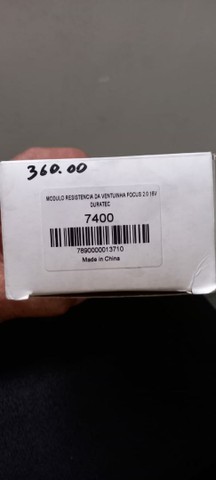 360.00
MODULO RESISTENCIA DA VENTUINHA FOCUS 2.0 16V
DURATEC
7400
7890000013710
Made in China